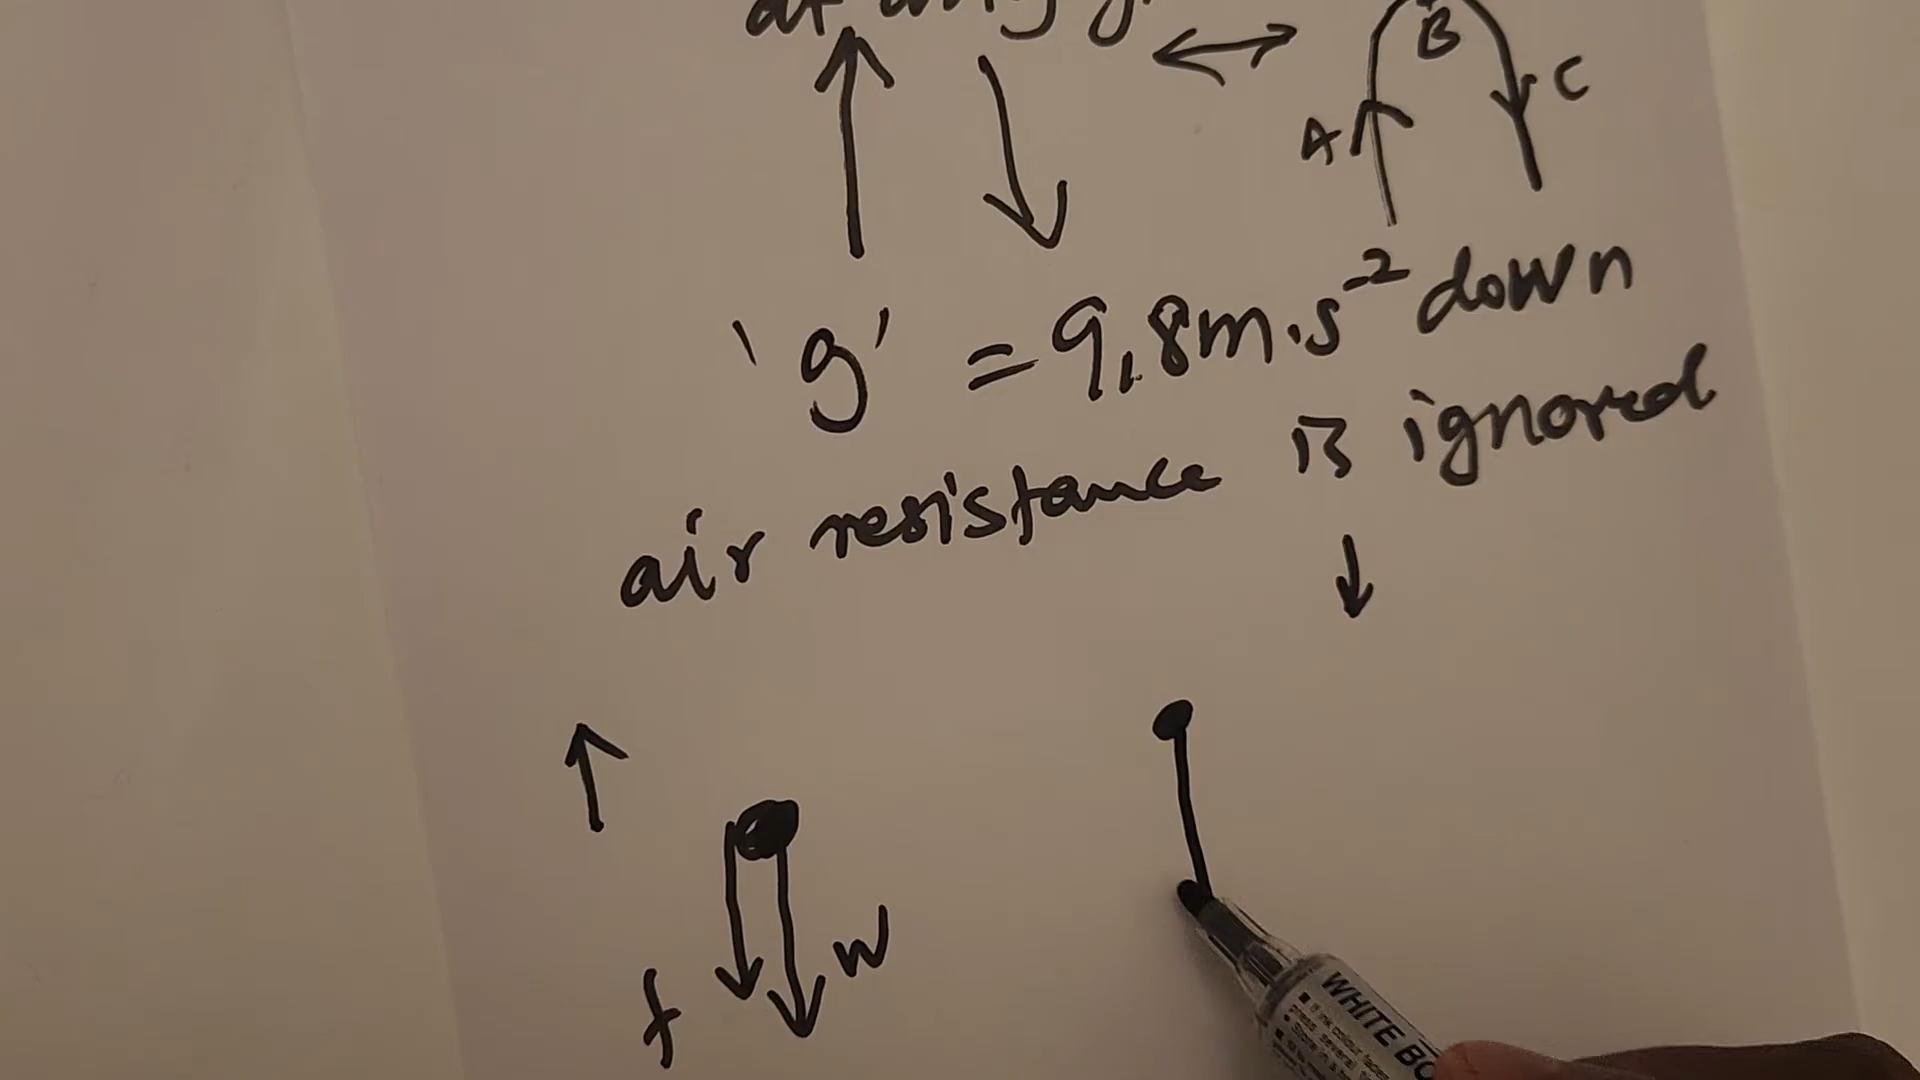 B
A
C
'g' = 9,8m.s⁻² down
air resistance is ignored
f
W
WHITE BO